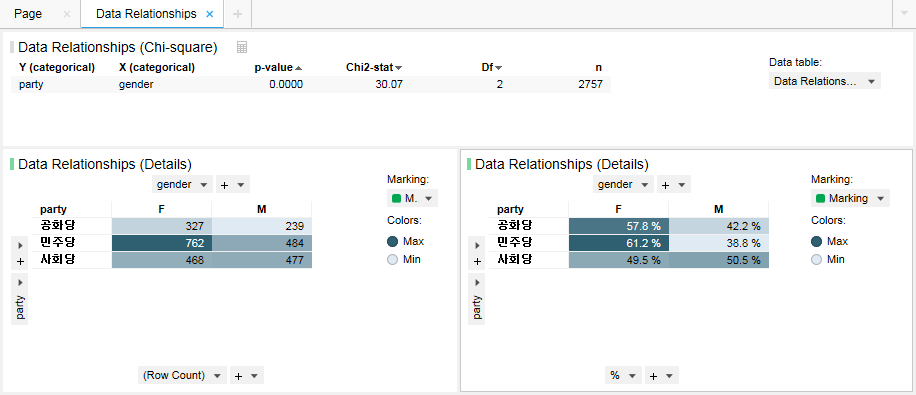 Page Data Relationships
Data Relationships (Chi-square)
Y (categorical) X (categorical) p-value Chi2-stat Df n
party gender 0.0000 30.07 2 2757
Data table:
Data Relations...
Data Relationships (Details)
gender +
party F M
공화당 327 239
민주당 762 484
사회당 468 477
+
party
(Row Count) +
Marking:
M.
Colors:
Max
Min
Data Relationships (Details)
gender +
party F M
공화당 57.8 % 42.2 %
민주당 61.2 % 38.8 %
사회당 49.5 % 50.5 %
+
party
% +
Marking:
Marking
Colors:
Max
Min